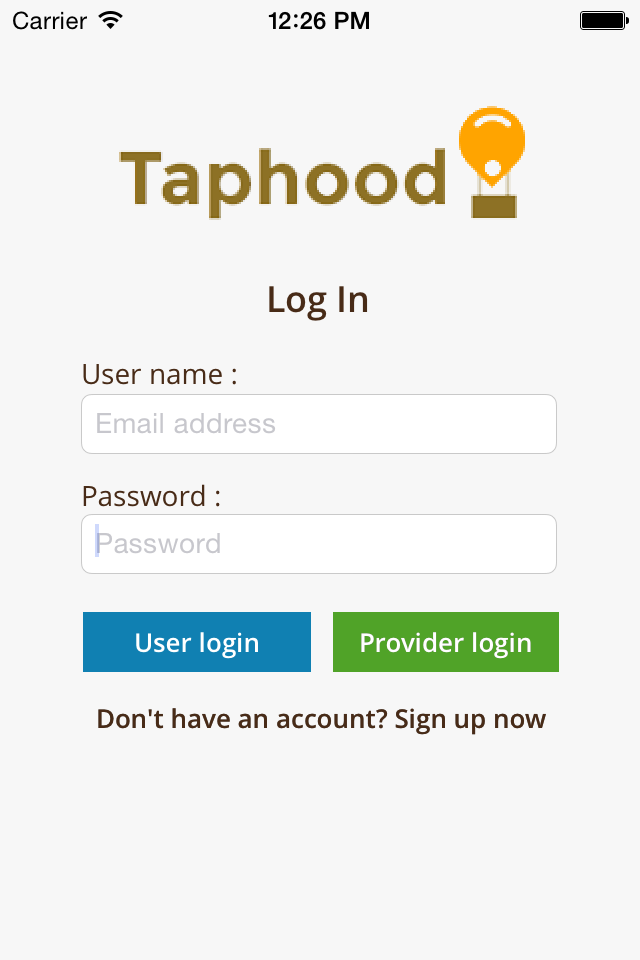 Carrier 12:26 PM
Taphood
Log In
User name :
Email address
Password :
Password
User login Provider login
Don't have an account? Sign up now